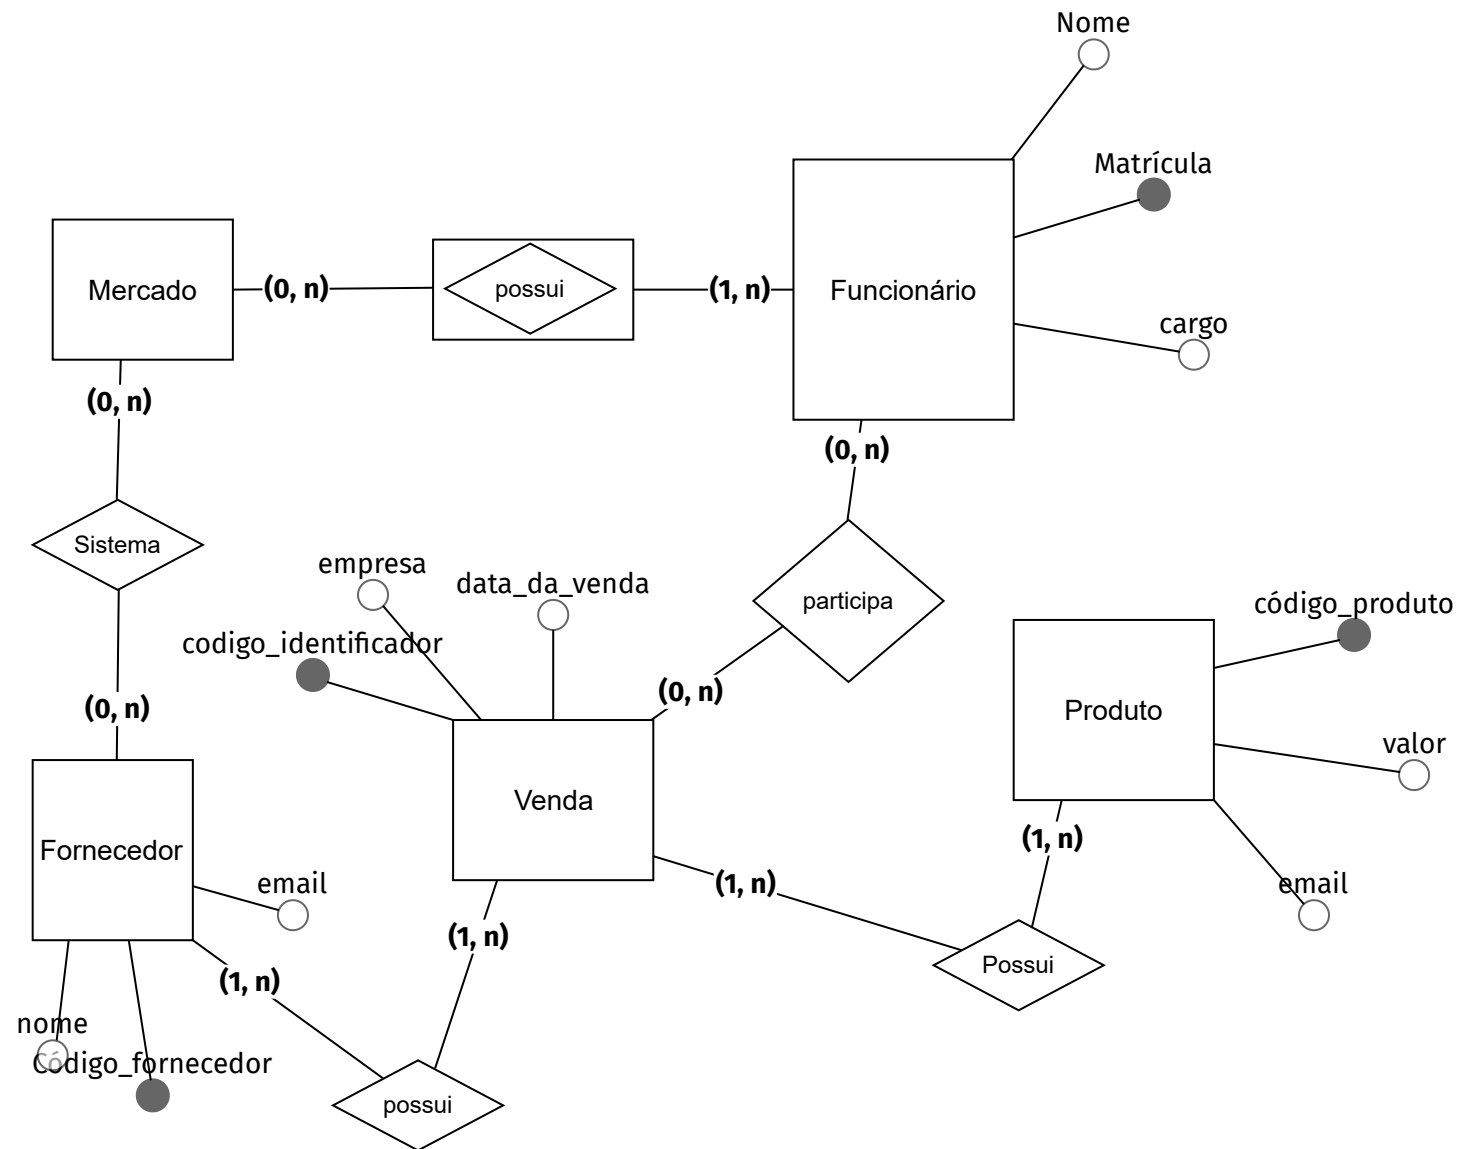 Nome
Matrícula
Mercado
(0, n)
possui
(1, n)
Funcionário
cargo
(0, n)
(0, n)
Sistema
empresa
data_da_venda
participa
código_produto
codigo_identificador
(0, n)
(0, n)
Produto
valor
Venda
Fornecedor
(1, n)
email
(1, n)
email
(1, n)
Possui
(1, n)
nome
Código_fornecedor
possui